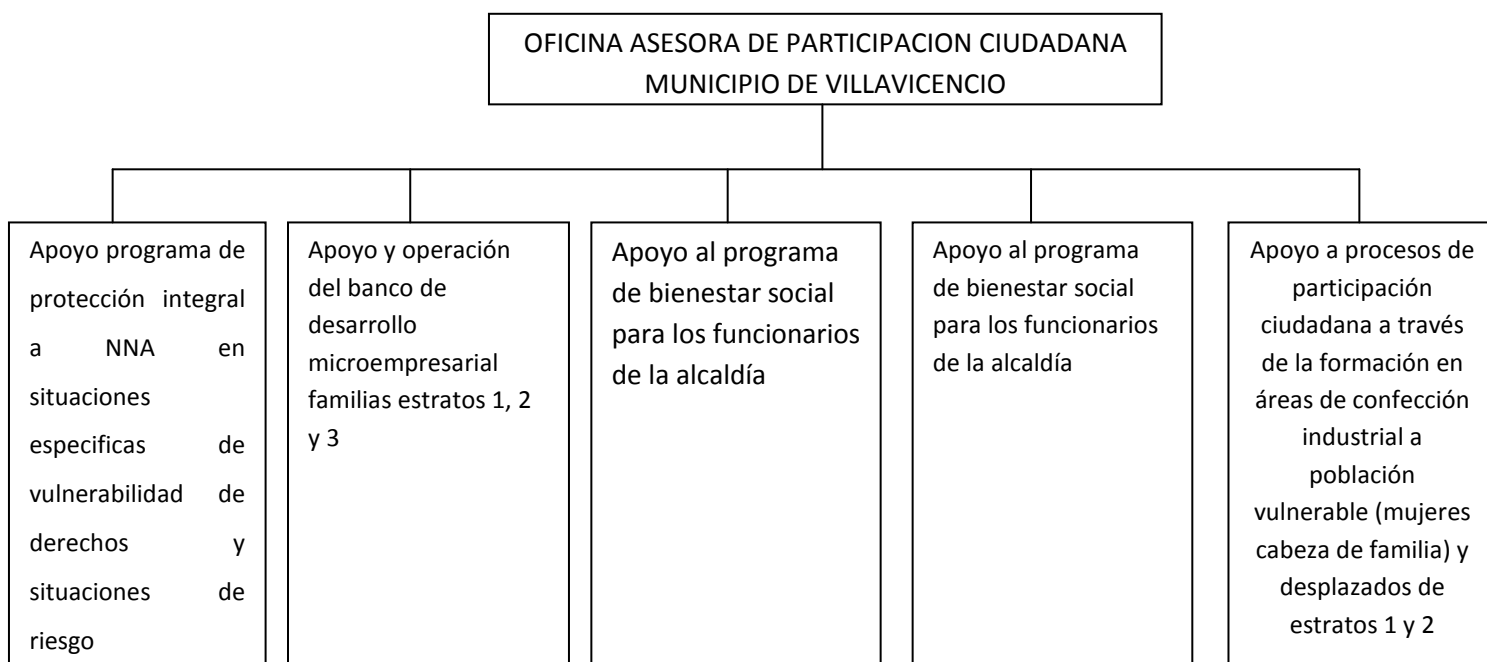 OFICINA ASESORA DE PARTICIPACION CIUDADANA
MUNICIPIO DE VILLAVICENCIO
Apoyo programa de
protección integral
a NNA en
situaciones
especificas de
vulnerabilidad de
derechos y
situaciones de
riesgo
Apoyo y operación
del banco de
desarrollo
microempresarial
familias estratos 1, 2
y 3
Apoyo al programa
de bienestar social
para los funcionarios
de la alcaldía
Apoyo al programa
de bienestar social
para los funcionarios
de la alcaldía
Apoyo a procesos de
participación
ciudadana a través
de la formación en
áreas de confección
industrial a
población
vulnerable (mujeres
cabeza de familia) y
desplazados de
estratos 1 y 2